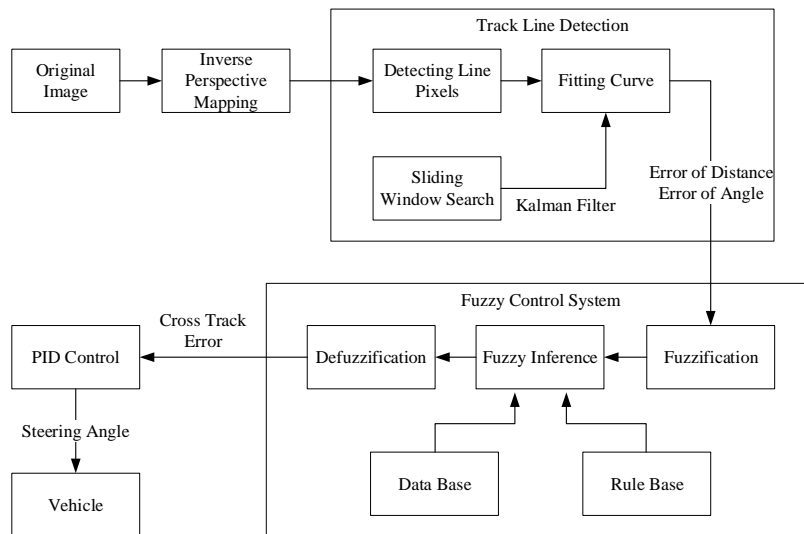 Track Line Detection
Original
Image
Inverse
Perspective
Mapping
Detecting Line
Pixels
Fitting Curve
Sliding
Window Search
Kalman Filter
Error of Distance
Error of Angle
Fuzzy Control System
Cross Track
Error
PID Control
Defuzzification
Fuzzy Inference
Fuzzification
Steering Angle
Data Base
Rule Base
Vehicle